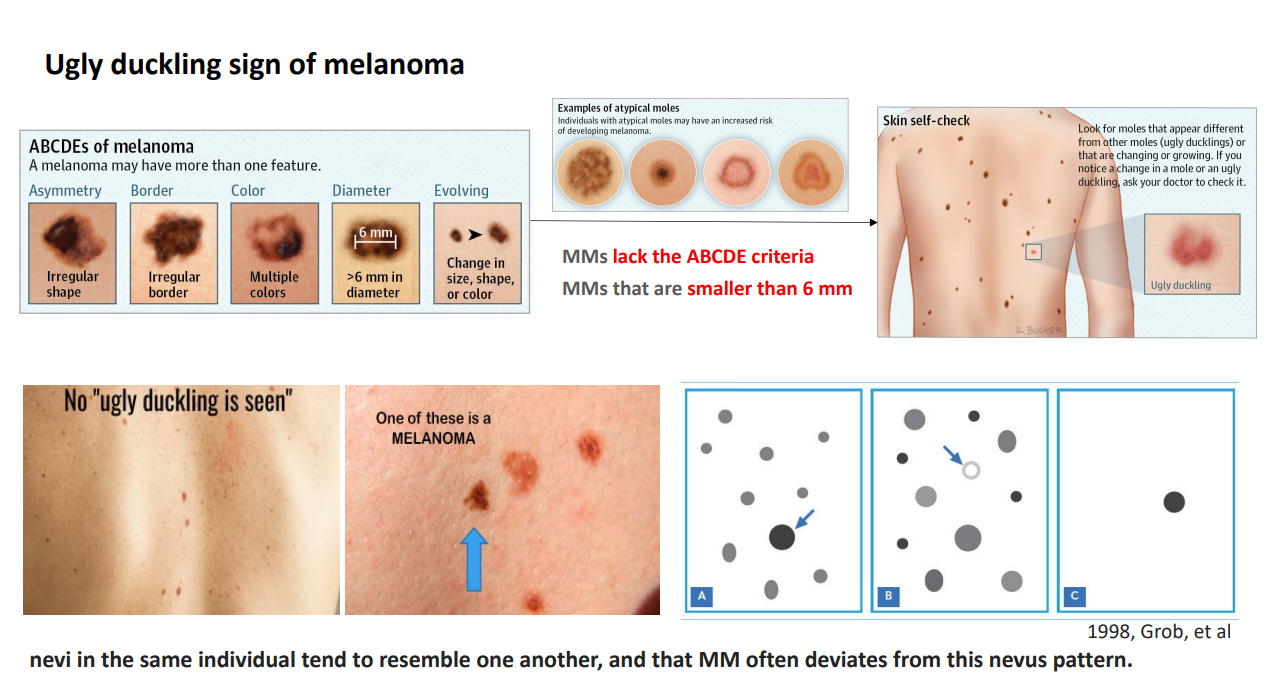 Ugly duckling sign of melanoma
ABCDEs of melanoma
A melanoma may have more than one feature.
Asymmetry
Irregular
shape
Border
Irregular
border
Color
Multiple
colors
Diameter
6 mm
>6 mm in
diameter
Evolving
Change in
size, shape,
or color
Examples of atypical moles
Individuals with atypical moles may have an increased risk
of developing melanoma.
MMs lack the ABCDE criteria
MMs that are smaller than 6 mm
Skin self-check
Look for moles that appear different
from other moles (ugly ducklings) or
that are changing or growing. If you
notice a change in a mole or an ugly
duckling, ask your doctor to check it.
Ugly duckling
K. BUCHER
No "ugly duckling is seen"
One of these is a
MELANOMA
A
B
C
1998, Grob, et al
nevi in the same individual tend to resemble one another, and that MM often deviates from this nevus pattern.